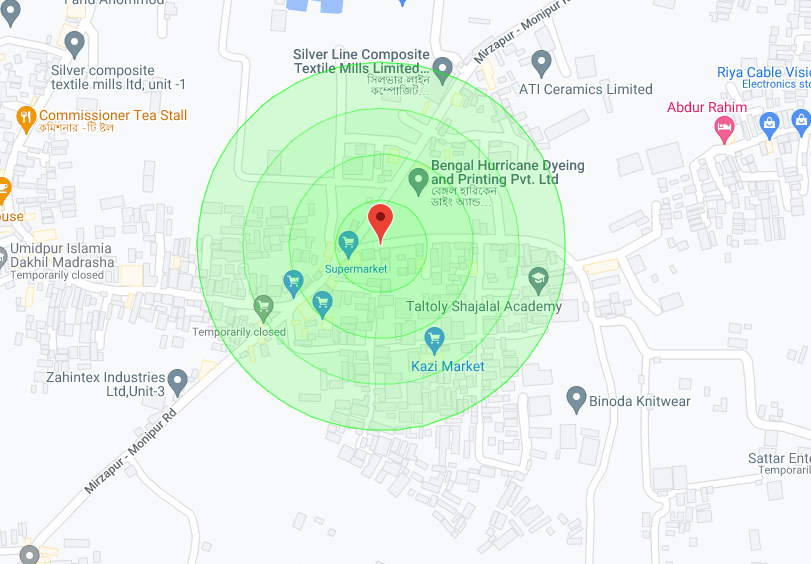 Silver Line Composite
Textile Mills Limited...
সিলভার লাইন
কম্পোজিট...
Mirzapur - Monipur Rd
Silver composite
textile mills ltd, unit -1
ATI Ceramics Limited
Riya Cable Visi
Electronics sto
Commissioner Tea Stall
কমিশনার -টি ষ্টল
Abdur Rahim
Bengal Hurricane Dyeing
and Printing Pvt. Ltd
বেঙ্গল হারিকেন
ডাইং অ্যান্ড...
ouse
Umidpur Islamia
Dakhil Madrasha
Temporarily closed
Supermarket
Taltoly Shajalal Academy
Temporarily closed
Kazi Market
Zahintex Industries
Ltd,Unit-3
Binoda Knitwear
Mirzapur - Monipur Rd
Sattar Ente
Temporaril